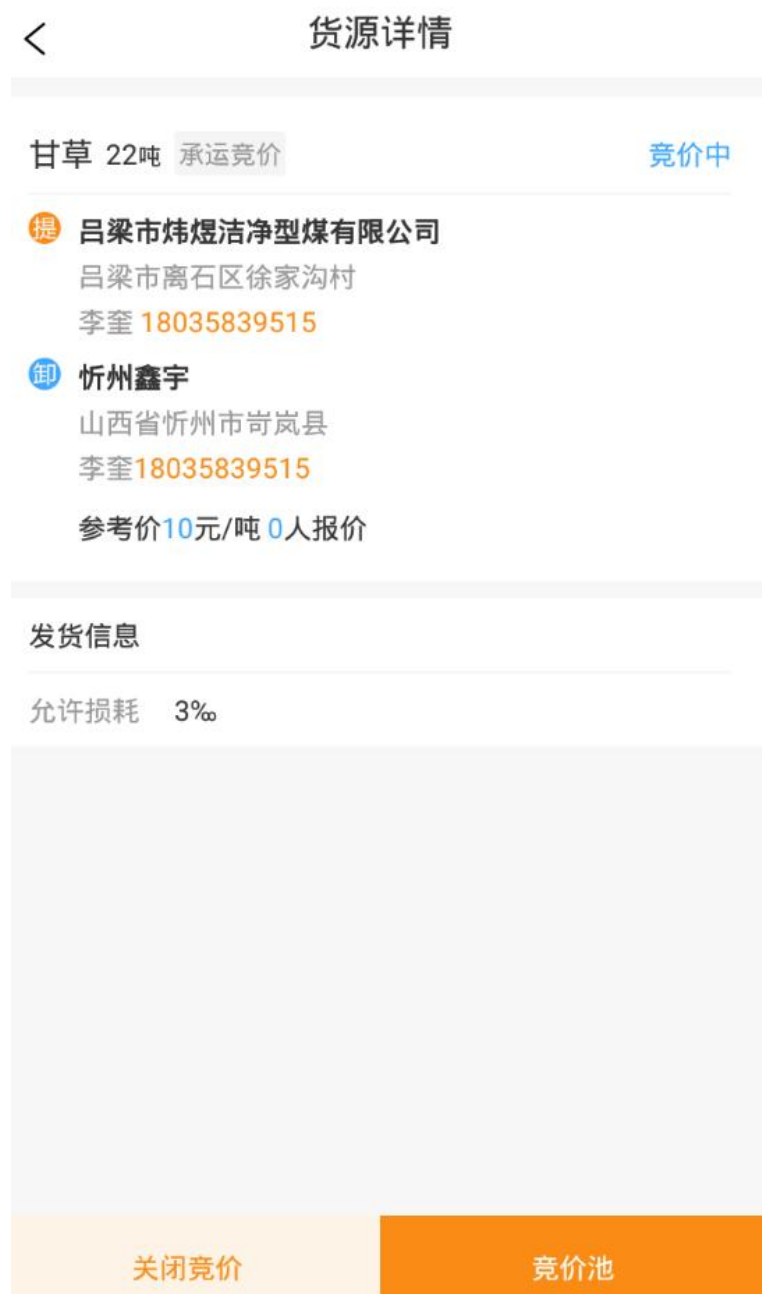 货源详情
甘草 22吨 承运竞价 竞价中
提 吕梁市炜煜洁净型煤有限公司
吕梁市离石区徐家沟村
李奎 18035839515
卸 忻州鑫宇
山西省忻州市岢岚县
李奎18035839515
参考价10元/吨 0人报价
发货信息
允许损耗 3‰
关闭竞价 竞价池